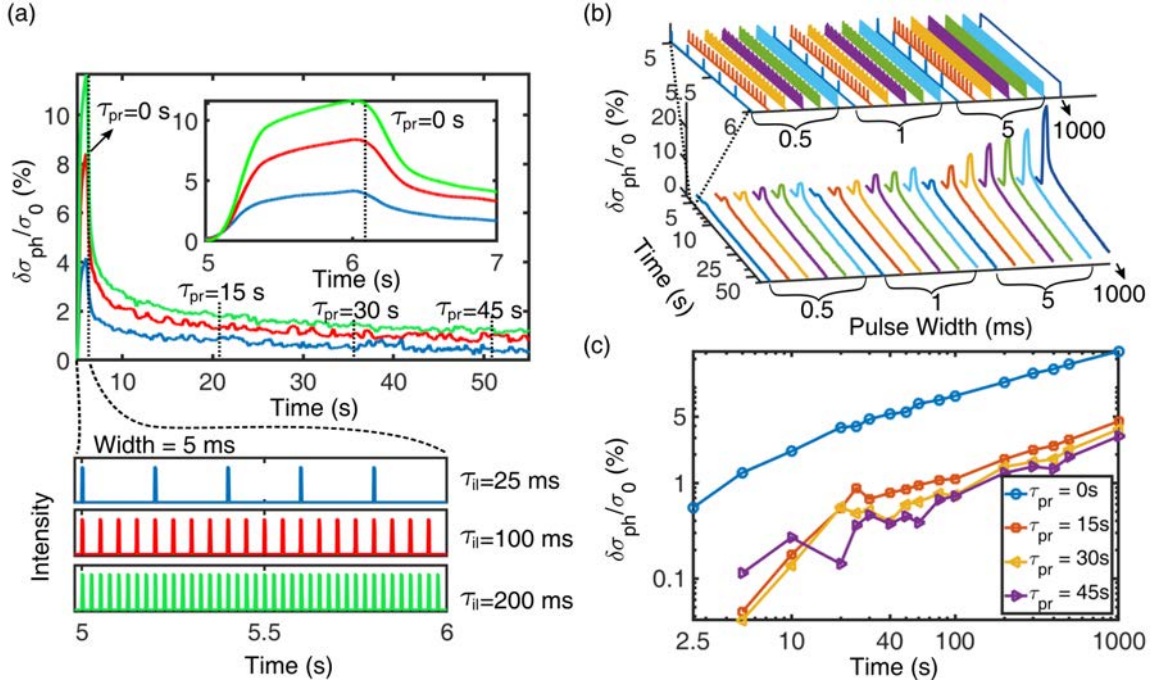 (a)
δσph/σ0 (%)
10
8
6
4
2
0
τpr=0 s
10
5
0
τpr=0 s
5
6
7
Time (s)
τpr=15 s
τpr=30 s
τpr=45 s
10
20
30
40
50
Time (s)
Width = 5 ms
Intensity
τil=25 ms
τil=100 ms
τil=200 ms
5
5.5
6
Time (s)
(b)
5
5.5
6
0.5
1
5
1000
δσph/σ0 (%)
20
10
0
5
10
25
50
Time (s)
0.5
1
5
1000
Pulse Width (ms)
(c)
δσph/σ0 (%)
5
1
0.1
τpr = 0s
τpr = 15s
τpr = 30s
τpr = 45s
2.5
10
100
1000
Time (s)